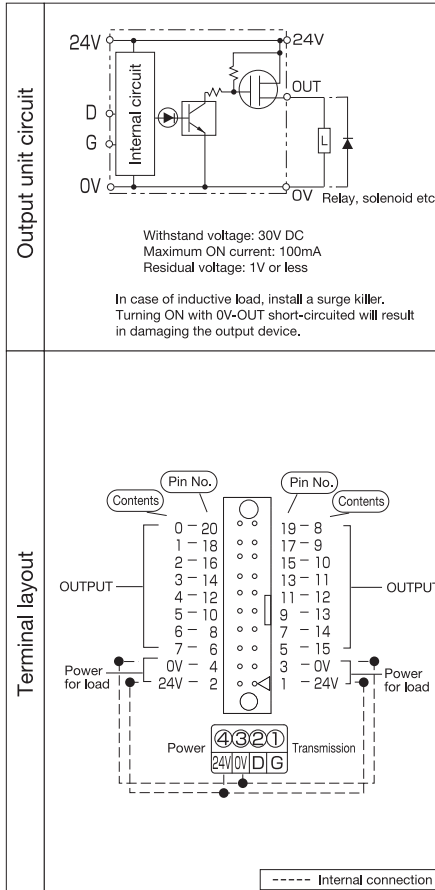 Output unit circuit
24V
24V
OUT
D
Internal circuit
G
L
0V
0V
Relay, solenoid etc
Withstand voltage: 30V DC
Maximum ON current: 100mA
Residual voltage: 1V or less
In case of inductive load, install a surge killer.
Turning ON with 0V-OUT short-circuited will result
in damaging the output device.
Terminal layout
Pin No.
Pin No.
Contents
Contents
0 - 20
19 - 8
1 - 18
17 - 9
2 - 16
15 - 10
3 - 14
13 - 11
OUTPUT
OUTPUT
4 - 12
11 - 12
5 - 10
9 - 13
6 - 8
7 - 14
7 - 6
5 - 15
Power
for load
0V - 4
3 - 0V
24V - 2
1 - 24V
Power
for load
Power
④③②①
Transmission
24V 0V D G
----- Internal connection